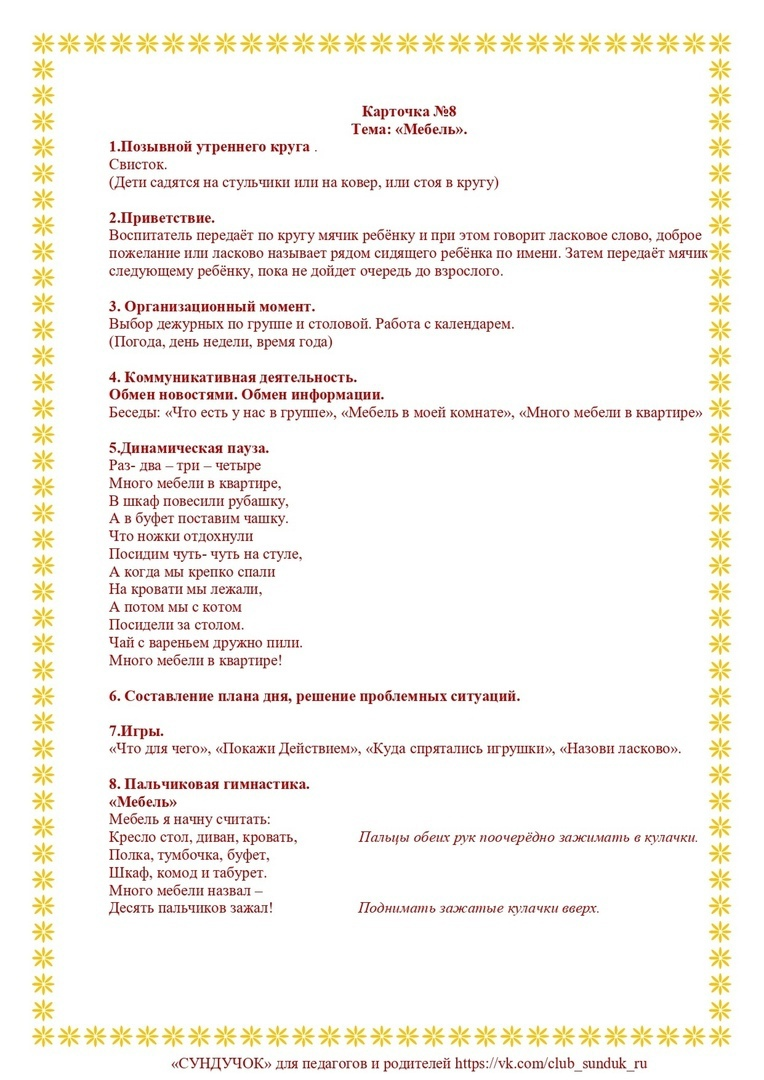 Карточка №8
Тема: «Мебель».
1.Позывной утреннего круга .
Свисток.
(Дети садятся на стульчики или на ковер, или стоя в кругу)
2.Приветствие.
Воспитатель передаёт по кругу мячик ребёнку и при этом говорит ласковое слово, доброе
пожелание или ласково называет рядом сидящего ребёнка по имени. Затем передаёт мячик
следующему ребёнку, пока не дойдет очередь до взрослого.
3. Организационный момент.
Выбор дежурных по группе и столовой. Работа с календарем.
(Погода, день недели, время года)
4. Коммуникативная деятельность.
Обмен новостями. Обмен информации.
Беседы: «Что есть у нас в группе», «Мебель в моей комнате», «Много мебели в квартире»
5.Динамическая пауза.
Раз- два – три – четыре
Много мебели в квартире,
В шкаф повесили рубашку,
А в буфет поставим чашку.
Что ножки отдохнули
Посидим чуть- чуть на стуле,
А когда мы крепко спали
На кровати мы лежали,
А потом мы с котом
Посидели за столом.
Чай с вареньем дружно пили.
Много мебели в квартире!
6. Составление плана дня, решение проблемных ситуаций.
7.Игры.
«Что для чего», «Покажи Действием», «Куда спрятались игрушки», «Назови ласково».
8. Пальчиковая гимнастика.
«Мебель»
Мебель я начну считать:
Кресло стол, диван, кровать, Пальцы обеих рук поочерёдно зажимать в кулачки.
Полка, тумбочка, буфет,
Шкаф, комод и табурет.
Много мебели назвал –
Десять пальчиков зажал! Поднимать зажатые кулачки вверх.
«СУНДУЧОК» для педагогов и родителей https://vk.com/club_sunduk_ru